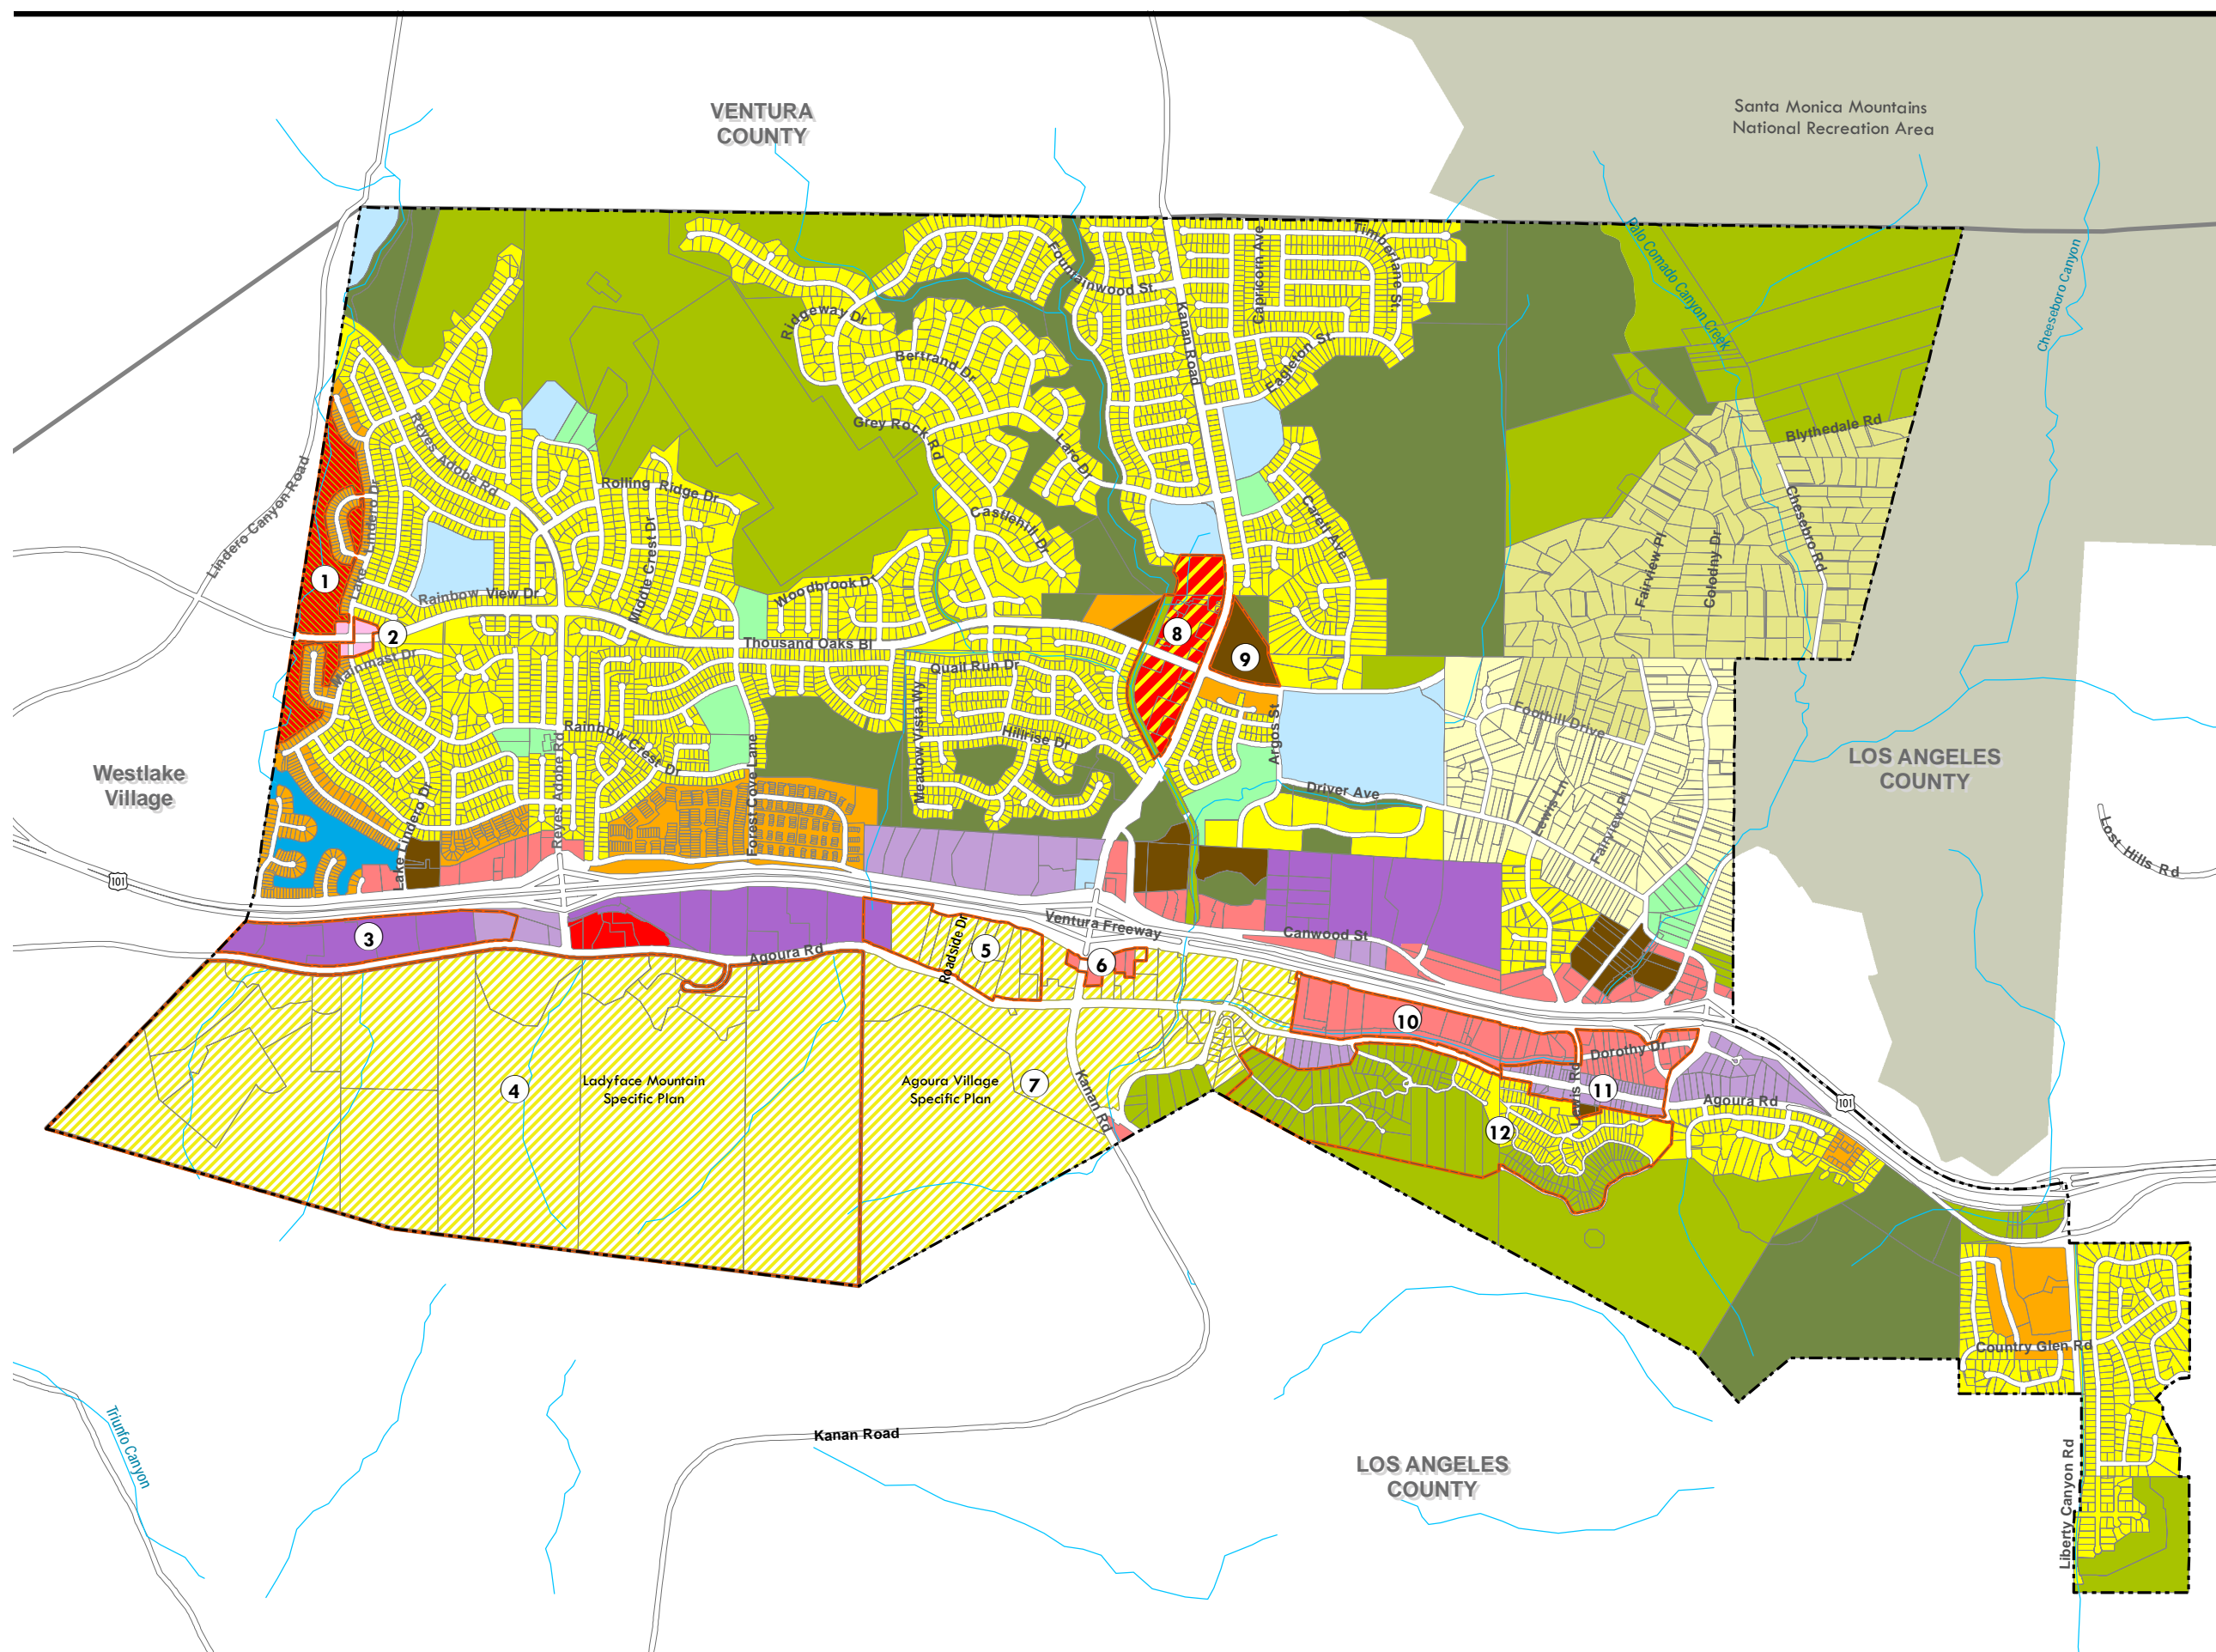 VENTURA
COUNTY
Santa Monica Mountains
National Recreation Area
Palo Comado Canyon Creek
Cheeseboro Canyon
Timberlane St.
Capricorn Ave
Fountainwood St.
Kanan Road
Ridgeway Dr
Bertrand Dr
Eagleton St.
Grey Rock Rd
Laro Dr
Blythedale Rd
Reyes Adobe Rd
Rolling Ridge Dr
Lindero Canyon Road
Lake Lindero Dr
Middle Crest Dr
Castlehill Dr
Carell Ave
Chesebro Rd
Fairview Pl
Colodny Dr
1
Rainbow View Dr
Woodbrook Dr
2
8
9
Thousand Oaks Bl
Mainmast Dr
Quail Run Dr
Meadow Vista Wy
Hillrise Dr
Rainbow Crest Dr
Reyes Adobe Rd
Forest Cove Lane
Argos St
Foothill Drive
Driver Ave
Lewis Ln
Fairview Pl
LOS ANGELES
COUNTY
Westlake
Village
Lake Lindero Dr
Lost Hills Rd
101
3
Agoura Rd
Roadside Dr
5
Ventura Freeway
6
Canwood St
10
Dorothy Dr
4
Ladyface Mountain
Specific Plan
Agoura Village
Specific Plan
7
Kanan Rd
Lewis Rd
11
Agoura Rd
101
12
Country Glen Rd
Liberty Canyon Rd
Triunfo Canyon
Kanan Road
LOS ANGELES
COUNTY